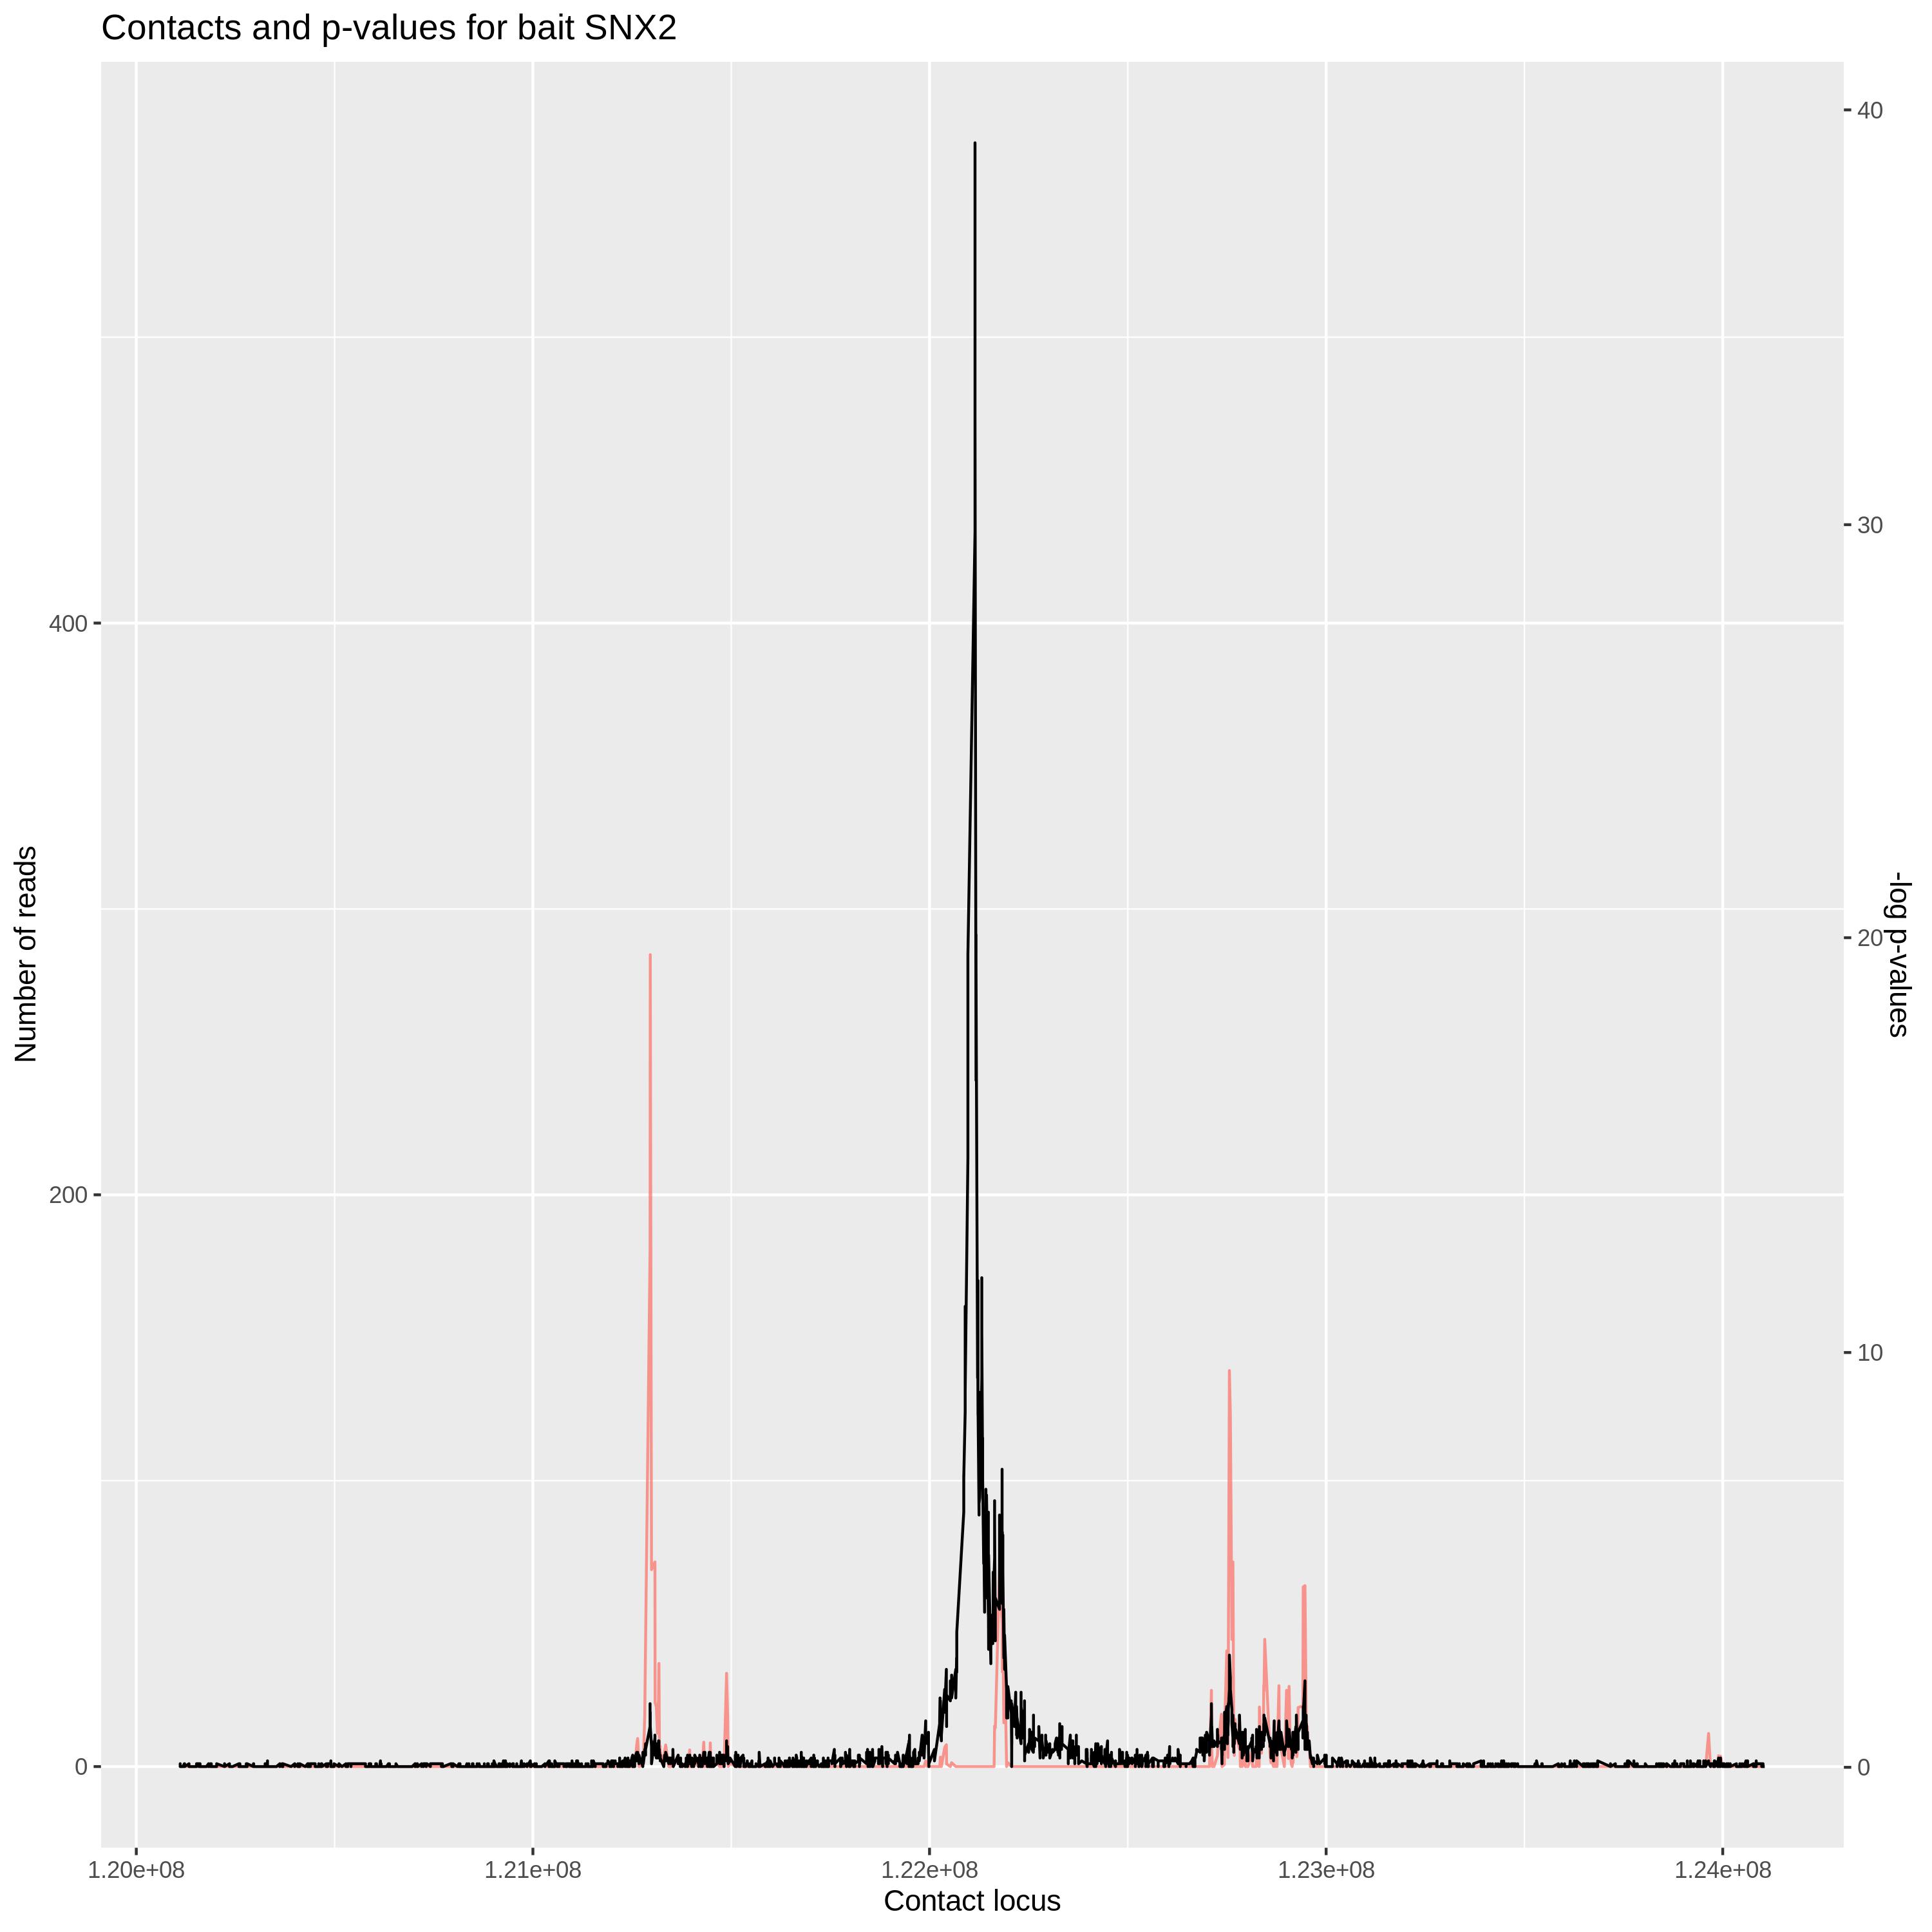 Contacts and p-values for bait SNX2
Number of reads
400
200
0
40
30
20
10
0
-log p-values
1.20e+08
1.21e+08
1.22e+08
1.23e+08
1.24e+08
Contact locus